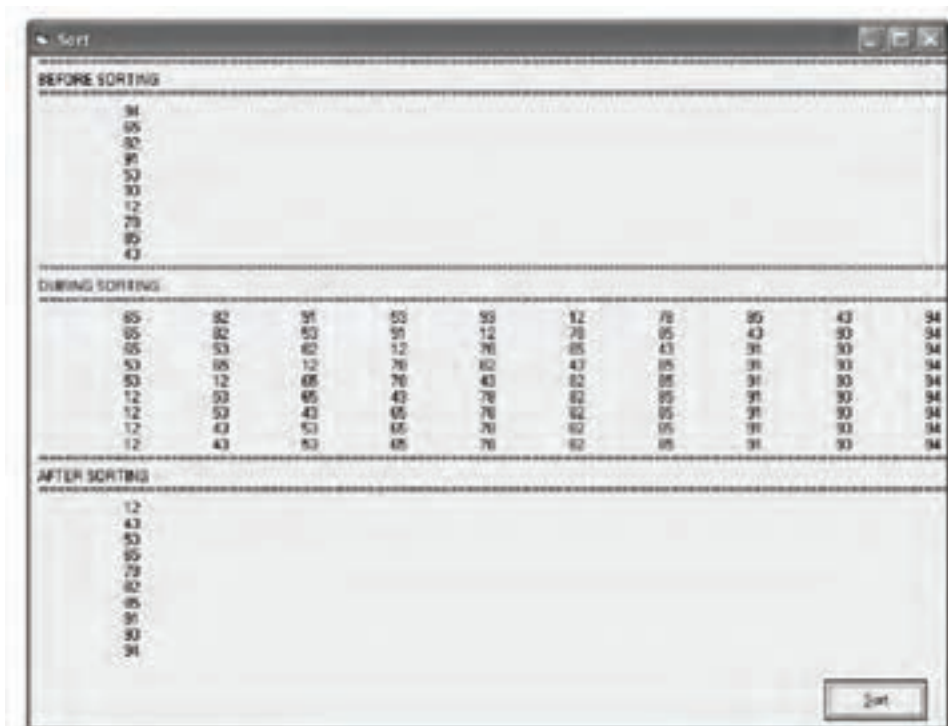 Sort
BEFORE SORTING
94
65
82
91
53
93
12
78
85
43
DURING SORTING
65 82 91 53 93 12 78 85 43 94
65 82 53 91 12 78 85 43 93 94
65 53 82 12 78 85 43 91 93 94
53 65 12 78 82 43 85 91 93 94
53 12 65 78 43 82 85 91 93 94
12 53 65 43 78 82 85 91 93 94
12 53 43 65 78 82 85 91 93 94
12 43 53 65 78 82 85 91 93 94
12 43 53 65 78 82 85 91 93 94
AFTER SORTING
12
43
53
65
78
82
85
91
93
94
Sort